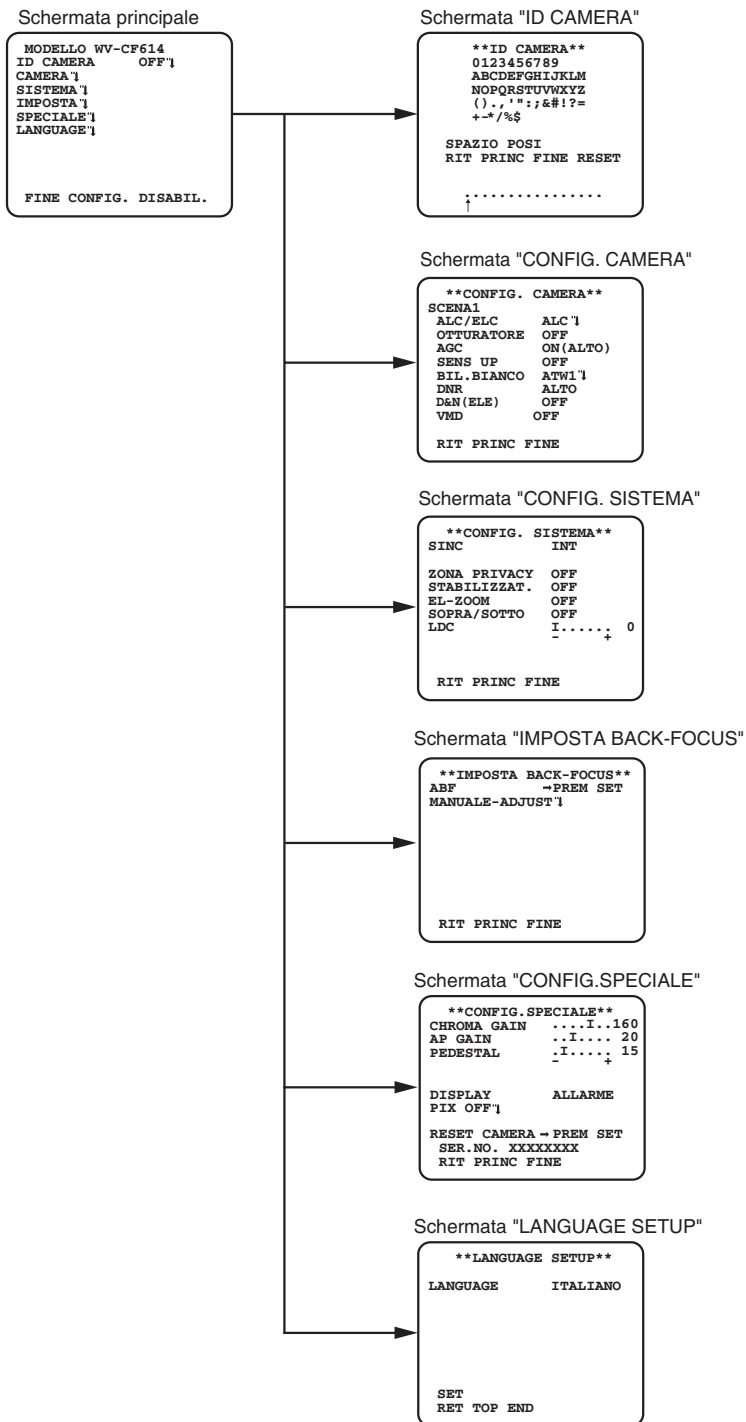 Schermata principale
MODELLO WV-CF614
ID CAMERA OFF
CAMERA
SISTEMA
IMPOSTA
SPECIALE
LANGUAGE
FINE CONFIG. DISABIL.
Schermata "ID CAMERA"
**ID CAMERA**
0123456789
ABCDEFGHIJKLM
NOPQRSTUVWXYZ
().,'":;&#!?=
+-*/%$
SPAZIO POSI
RIT PRINC FINE RESET
................
↑
Schermata "CONFIG. CAMERA"
**CONFIG. CAMERA**
SCENA1
ALC/ELC ALC
OTTURATORE OFF
AGC ON(ALTO)
SENS UP OFF
BIL.BIANCO ATW1
DNR ALTO
D&N(ELE) OFF
VMD OFF
RIT PRINC FINE
Schermata "CONFIG. SISTEMA"
**CONFIG. SISTEMA**
SINC INT
ZONA PRIVACY OFF
STABILIZZAT. OFF
EL-ZOOM OFF
SOPRA/SOTTO OFF
LDC I...... 0
- +
RIT PRINC FINE
Schermata "IMPOSTA BACK-FOCUS"
**IMPOSTA BACK-FOCUS**
ABF →PREM SET
MANUALE-ADJUST
RIT PRINC FINE
Schermata "CONFIG.SPECIALE"
**CONFIG.SPECIALE**
CHROMA GAIN ....I..160
AP GAIN ..I.... 20
PEDESTAL .I..... 15
- +
DISPLAY ALLARME
PIX OFF
RESET CAMERA → PREM SET
SER.NO. XXXXXXXX
RIT PRINC FINE
Schermata "LANGUAGE SETUP"
**LANGUAGE SETUP**
LANGUAGE ITALIANO
SET
RET TOP END